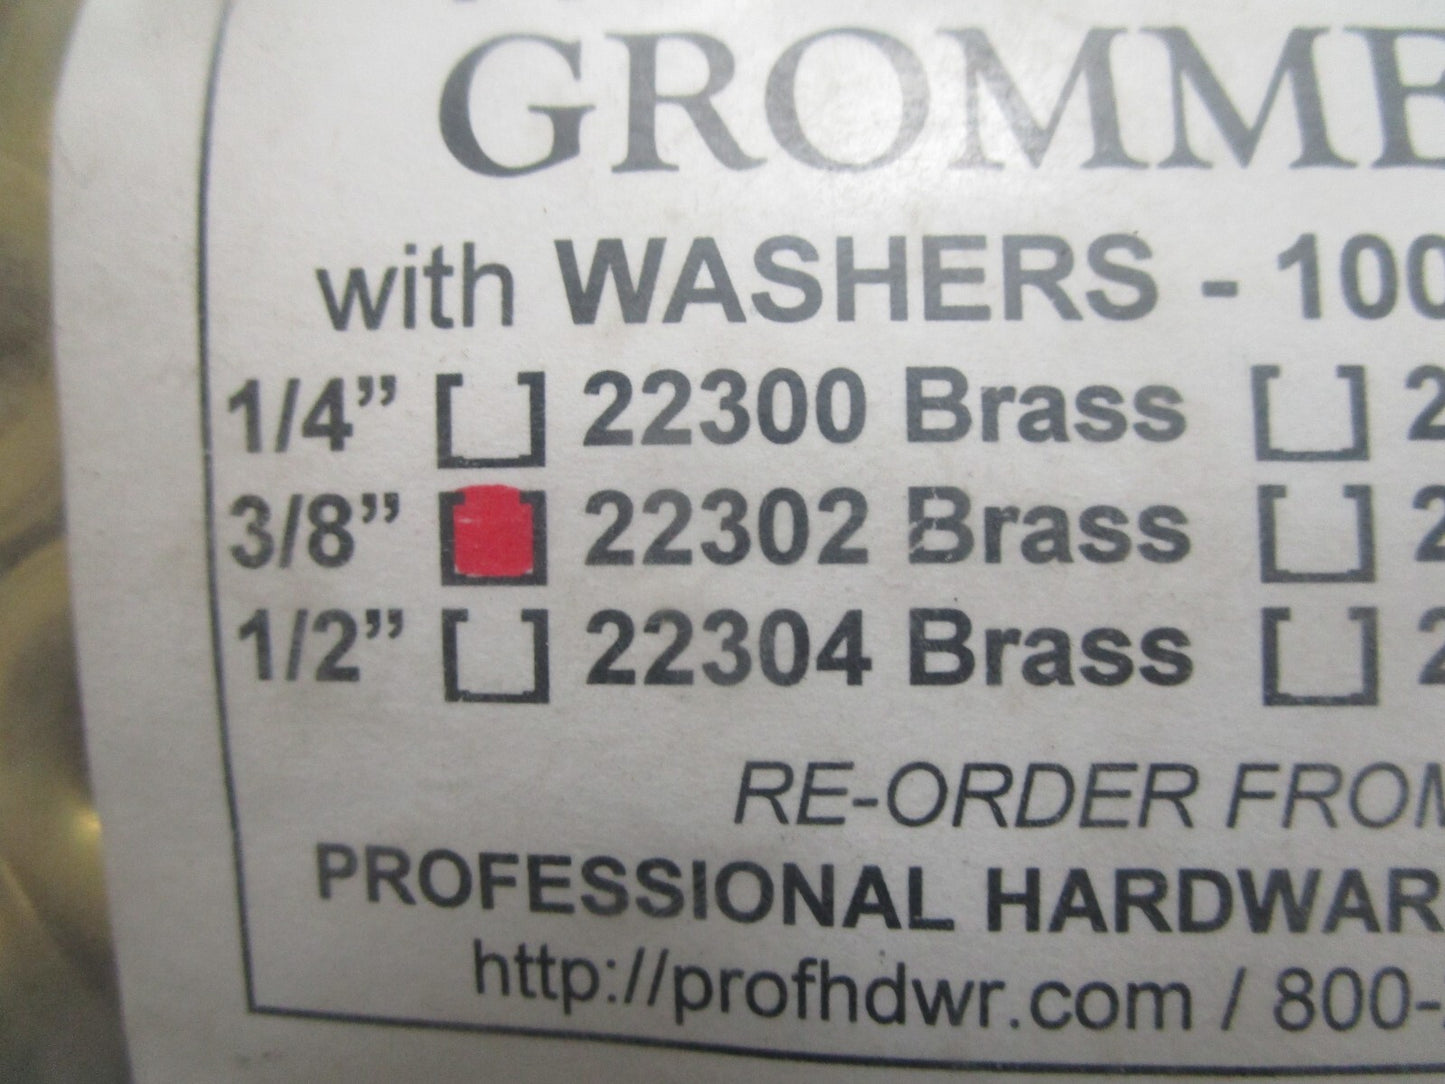 GROMME
with WASHERS - 100
1/4” 22300 Brass 2
3/8” 22302 Brass 2
1/2” 22304 Brass 2
RE-ORDER FROM
PROFESSIONAL HARDWAR
http://profhdwr.com / 800-